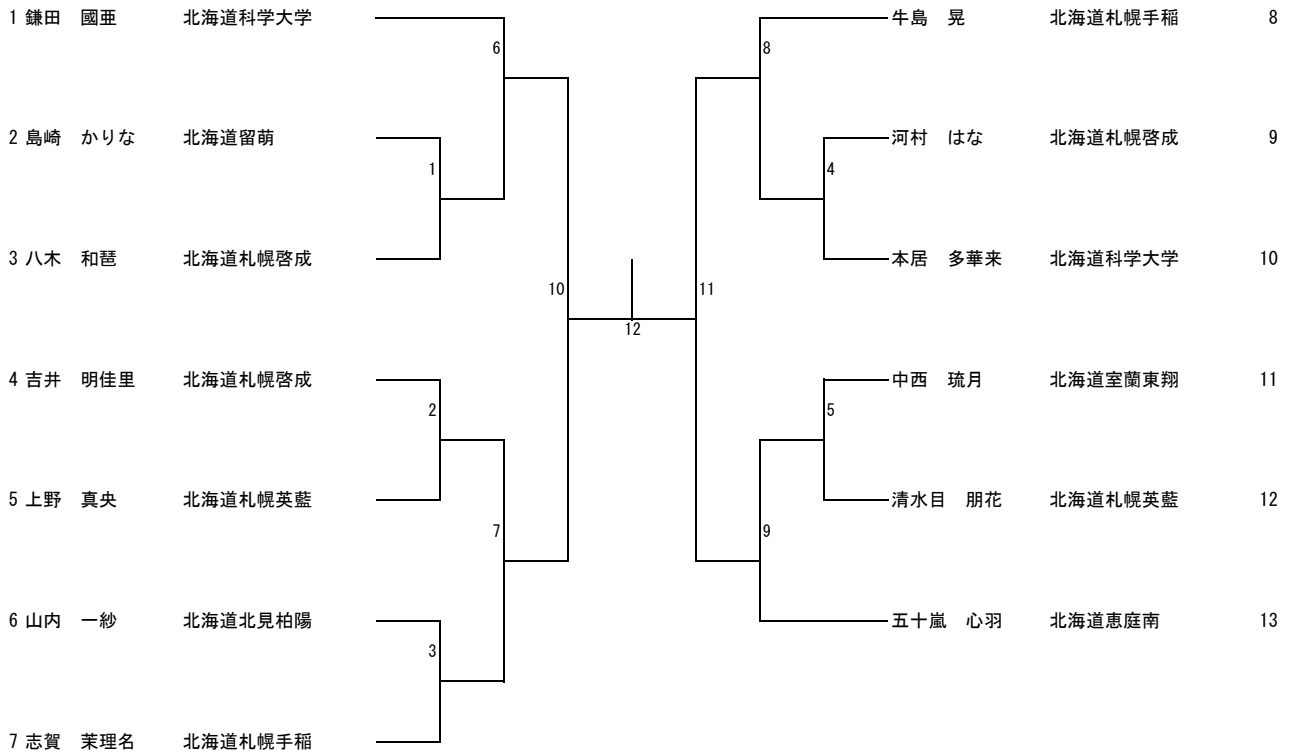 1 鎌田 國亜 北海道科学大学
6
2 島崎 かりな 北海道留萌
1
3 八木 和琶 北海道札幌啓成
10
4 吉井 明佳里 北海道札幌啓成
2
5 上野 真央 北海道札幌英藍
7
6 山内 一紗 北海道北見柏陽
3
7 志賀 茉理名 北海道札幌手稲
12
牛島 晃 北海道札幌手稲 8
8
河村 はな 北海道札幌啓成 9
4
本居 多華来 北海道科学大学 10
11
中西 琉月 北海道室蘭東翔 11
5
清水目 朋花 北海道札幌英藍 12
9
五十嵐 心羽 北海道恵庭南 13